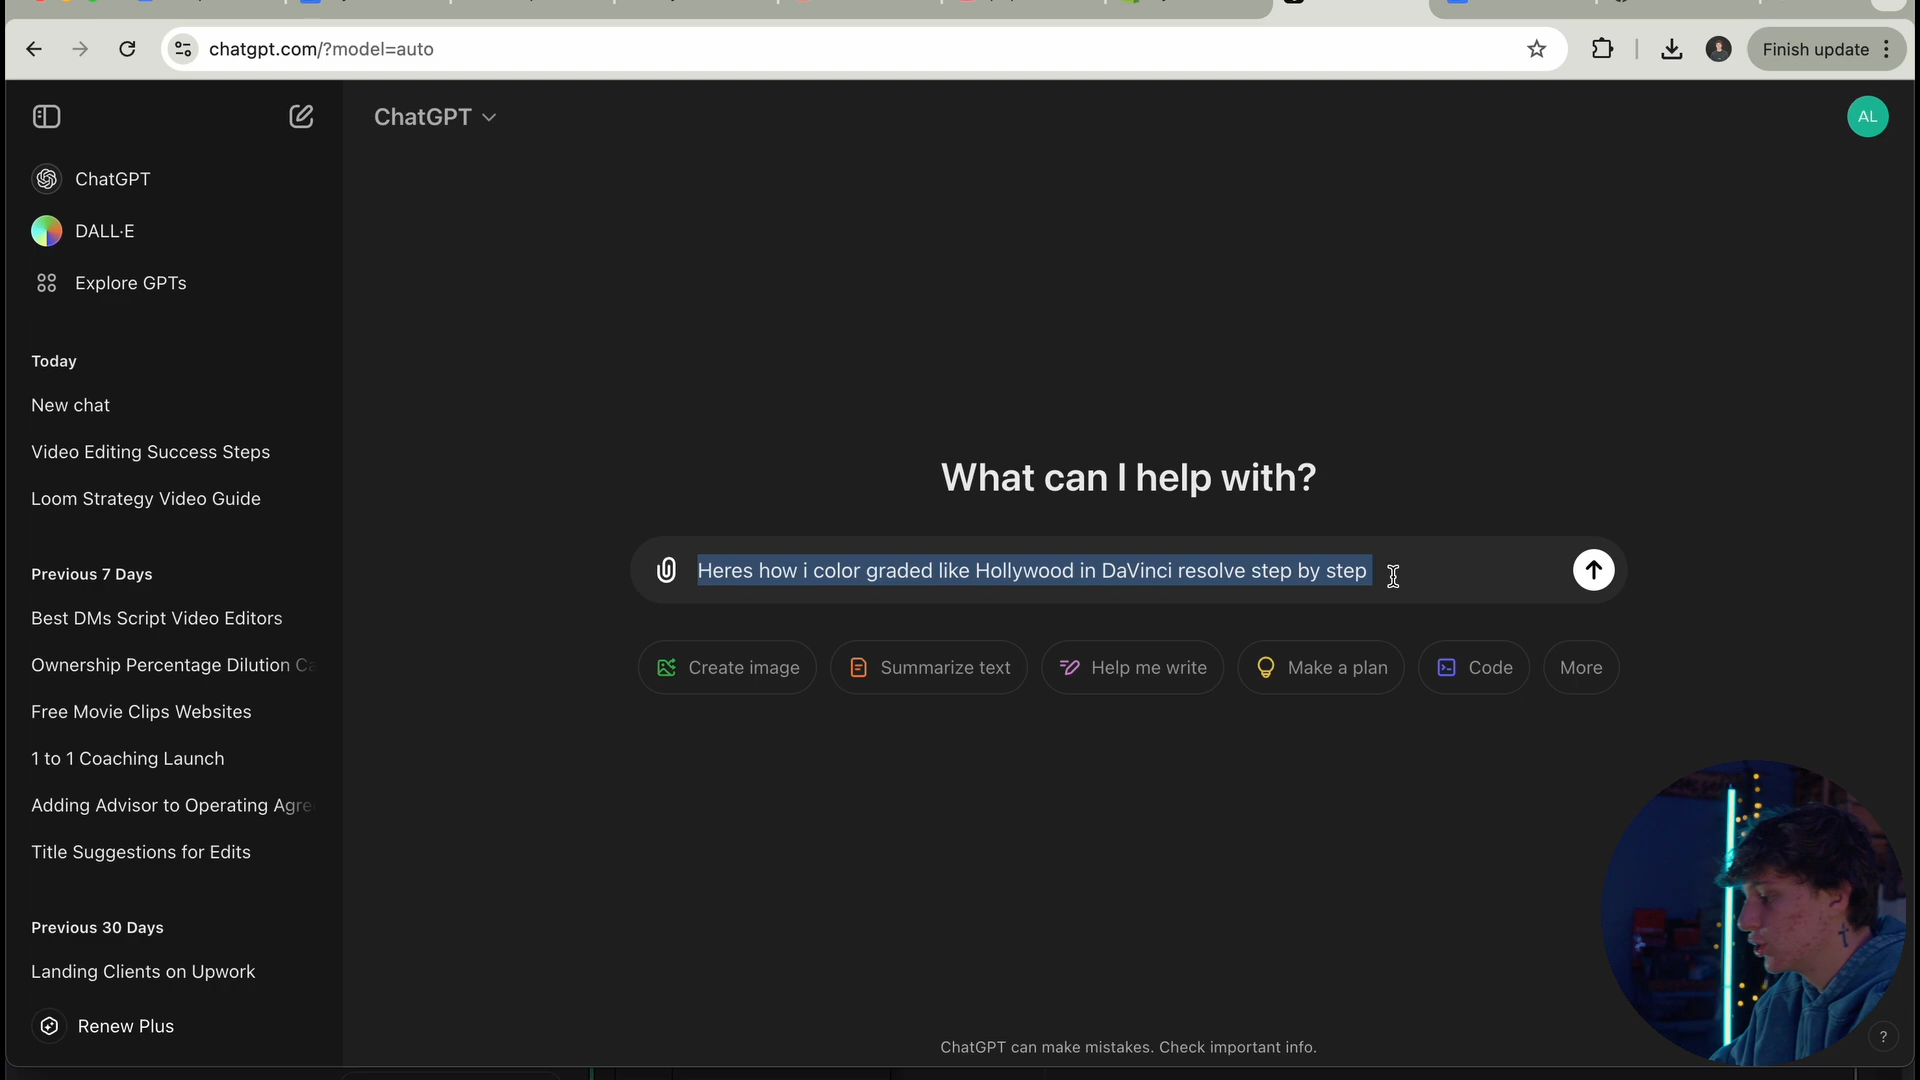 chatgpt.com/?model=auto
Finish update
ChatGPT
AL
ChatGPT
DALL·E
Explore GPTs
Today
New chat
Video Editing Success Steps
Loom Strategy Video Guide
Previous 7 Days
Best DMs Script Video Editors
Ownership Percentage Dilution Ca
Free Movie Clips Websites
1 to 1 Coaching Launch
Adding Advisor to Operating Agre
Title Suggestions for Edits
Previous 30 Days
Landing Clients on Upwork
Renew Plus
What can I help with?
Heres how i color graded like Hollywood in DaVinci resolve step by step
Create image
Summarize text
Help me write
Make a plan
Code
More
ChatGPT can make mistakes. Check important info.
?